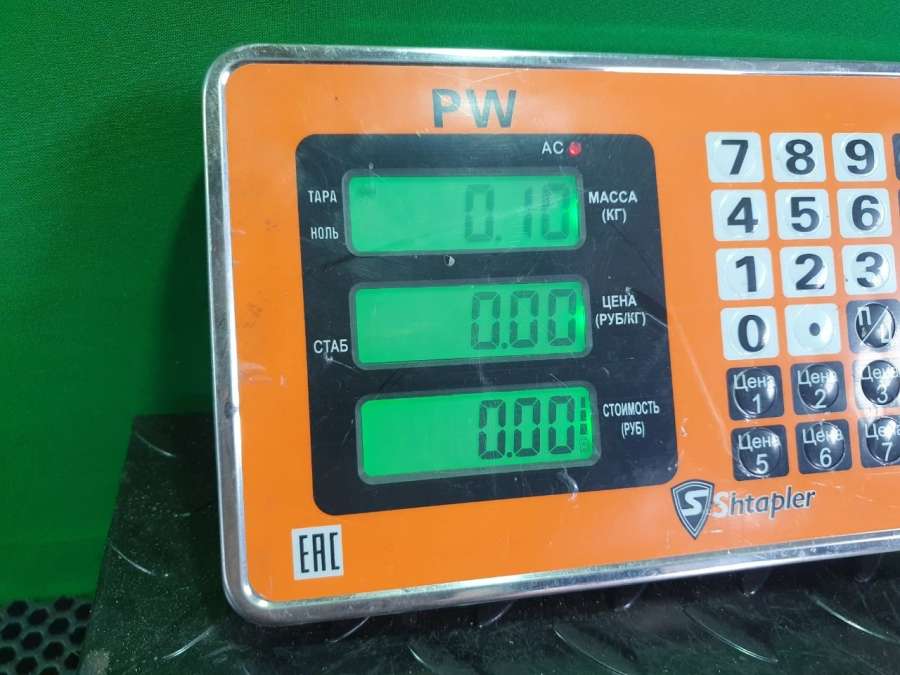 PW
AC
ТАРА
НОЛЬ
0.10
МАССА
(КГ)
7 8 9
4 5 6
СТАБ
0.00
ЦЕНА
(РУБ/КГ)
1 2 3
0 .
0.00
СТОИМОСТЬ
(РУБ)
Цена 1
Цена 2
Цена 3
Цена 5
Цена 6
Цена 7
S Shtapler
EAC